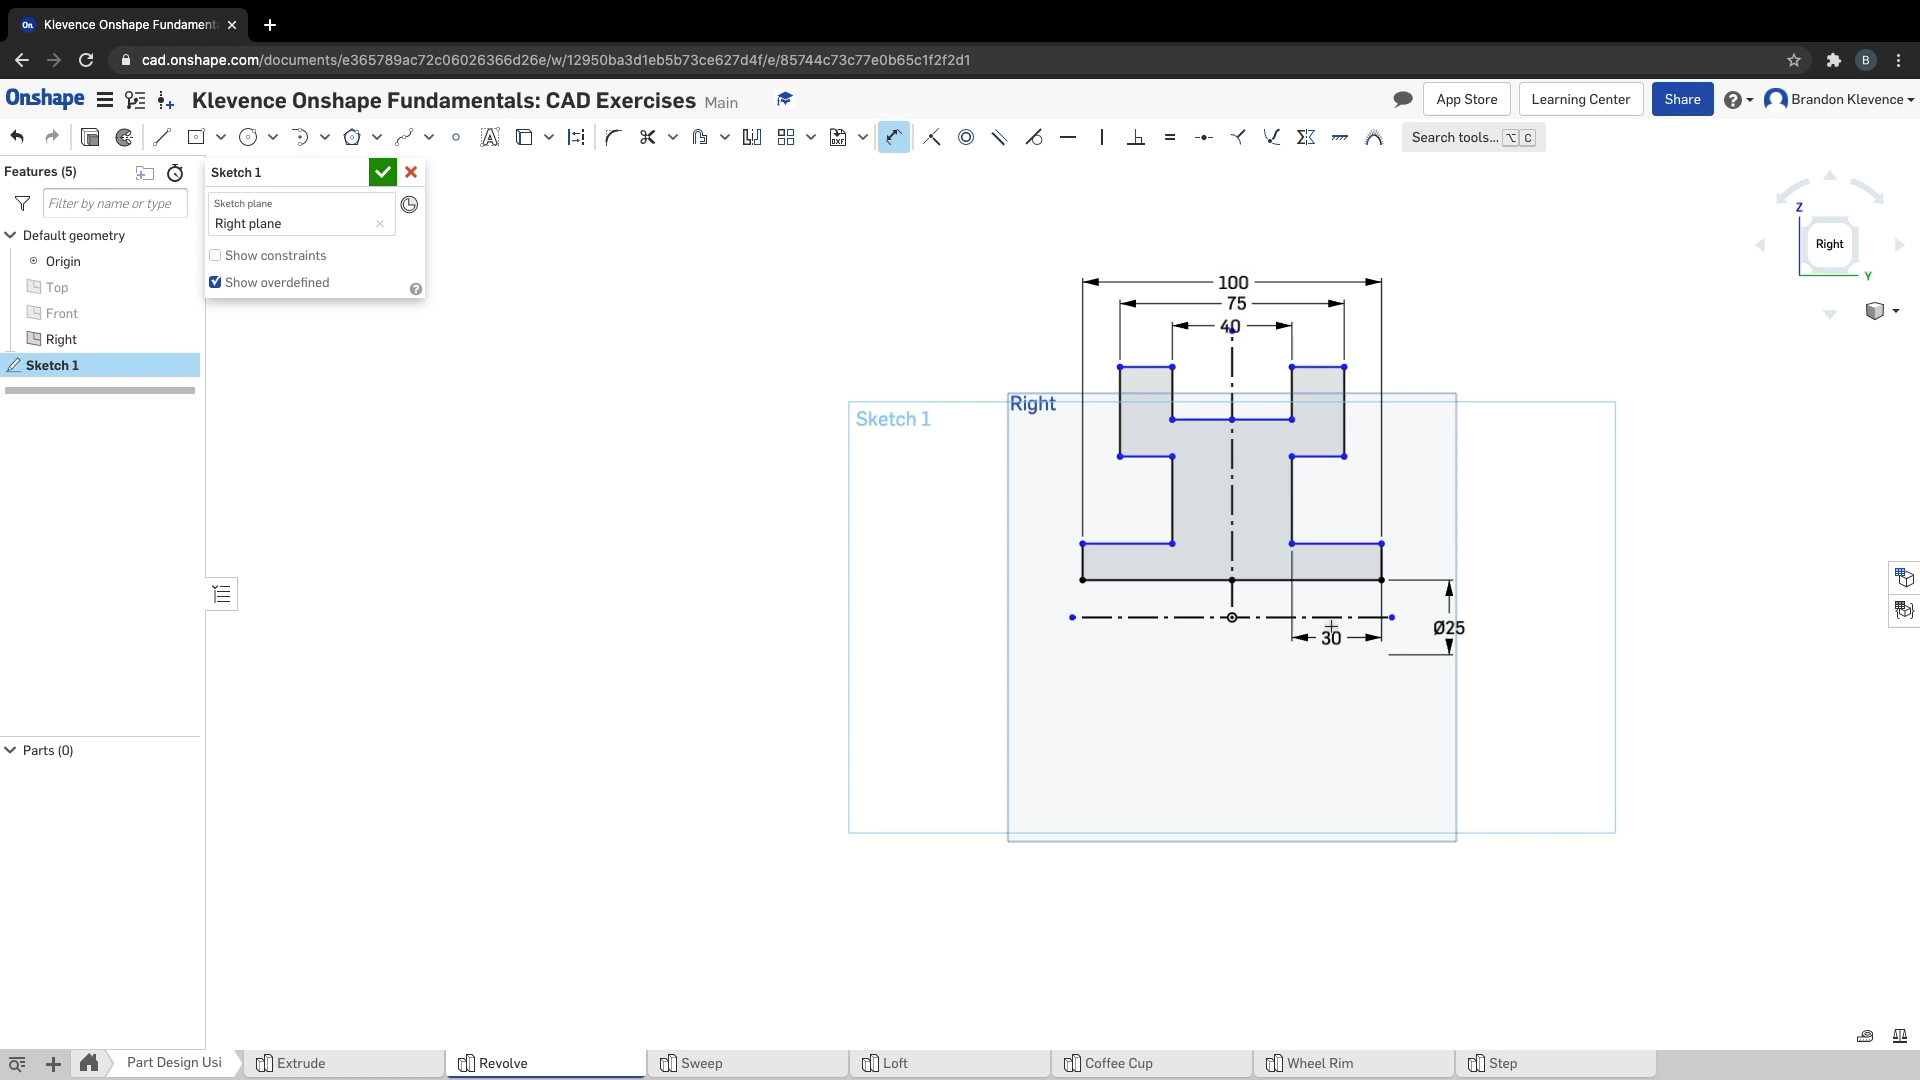 Klevence Onshape Fundament
cad.onshape.com/documents/e365789ac72c06026366d26e/w/12950ba3d1eb5b73ce627d4f/e/85744c73c77e0b65c1f2f2d1
B
Onshape
Klevence Onshape Fundamentals: CAD Exercises Main
App Store
Learning Center
Share
Brandon Klevence
Search tools... ⌥ C
Features (5)
Filter by name or type
Default geometry
Origin
Top
Front
Right
Sketch 1
Sketch 1
Sketch plane
Right plane
Show constraints
Show overdefined
Z
Right
Y
100
75
40
Right
Sketch 1
30
Ø25
Parts (0)
Part Design Usi
Extrude
Revolve
Sweep
Loft
Coffee Cup
Wheel Rim
Step